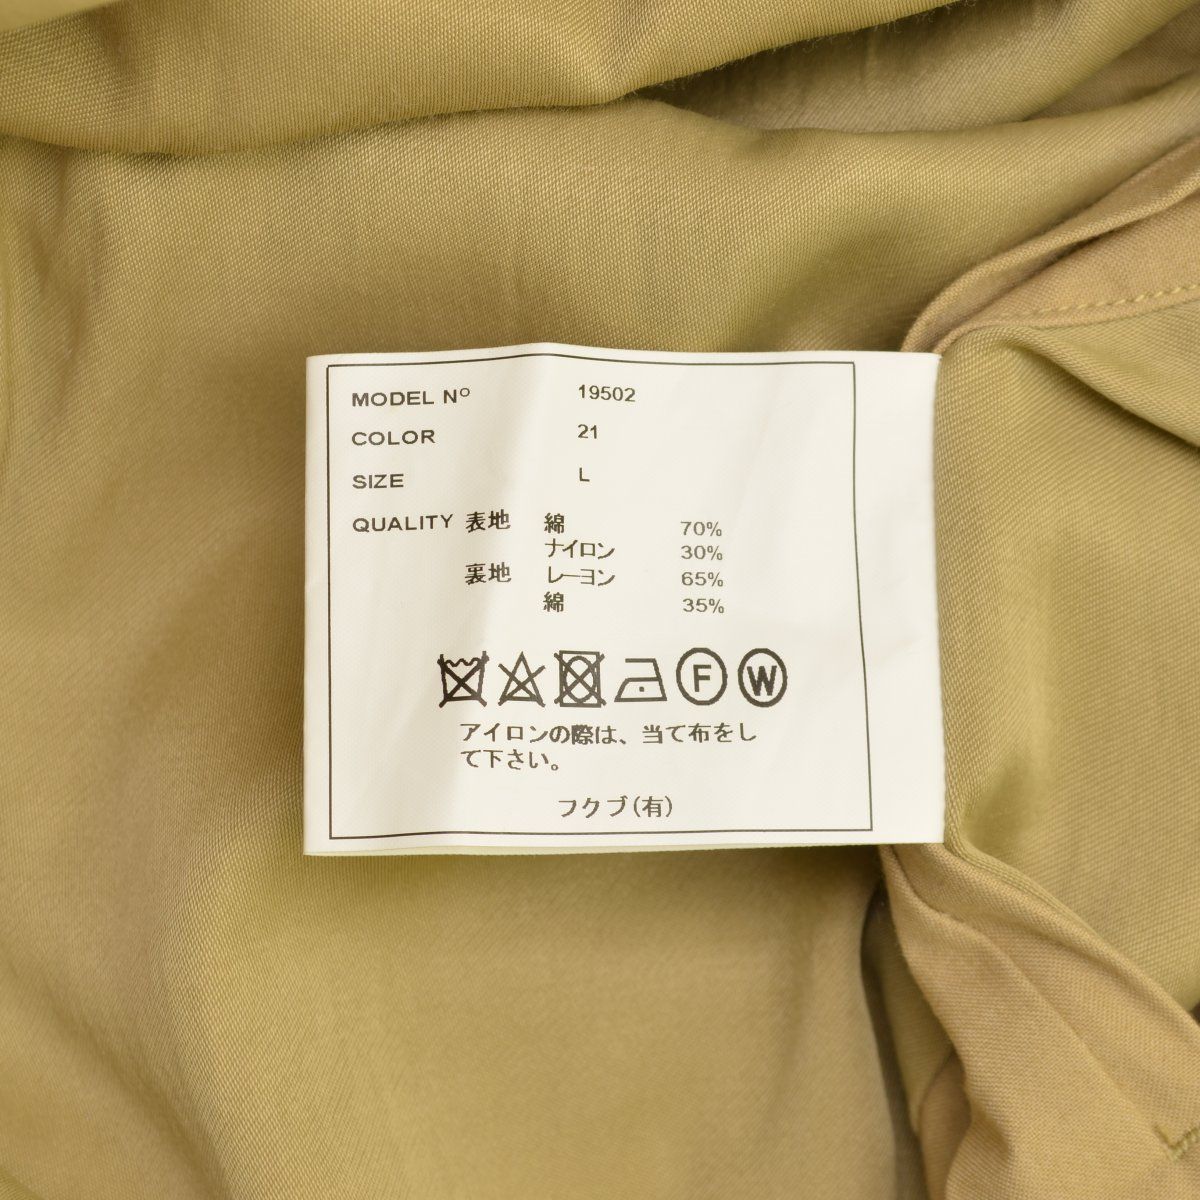 MODEL Nº 19502
COLOR 21
SIZE L
QUALITY 表地 綿 70%
ナイロン 30%
裏地 レーヨン 65%
綿 35%
F W
アイロンの際は、当て布をし
て下さい。
フクブ(有)